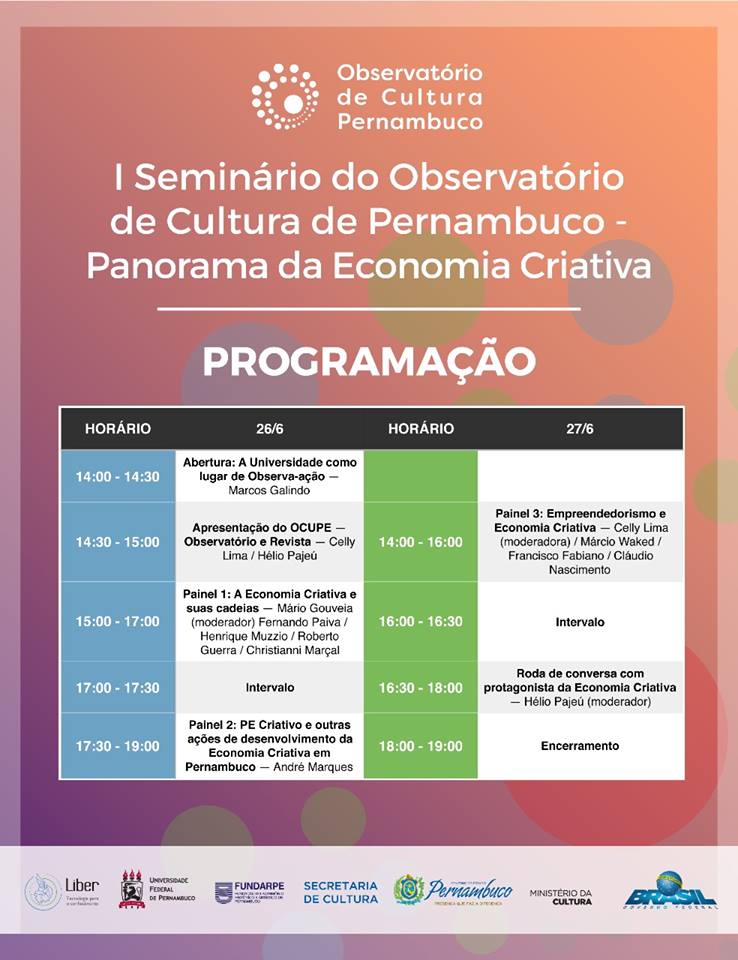 Observatório
de Cultura
Pernambuco
I Seminário do Observatório
de Cultura de Pernambuco -
Panorama da Economia Criativa
PROGRAMAÇÃO
HORÁRIO
26/6
HORÁRIO
27/6
14:00 - 14:30
Abertura: A Universidade como
lugar de Observa-ação —
Marcos Galindo
14:30 - 15:00
Apresentação do OCUPE —
Observatório e Revista — Celly
Lima / Hélio Pajeú
14:00 - 16:00
Painel 3: Empreendedorismo e
Economia Criativa — Celly Lima
(moderadora) / Márcio Waked /
Francisco Fabiano / Cláudio
Nascimento
15:00 - 17:00
Painel 1: A Economia Criativa e
suas cadeias — Mário Gouveia
(moderador) Fernando Paiva /
Henrique Muzzio / Roberto
Guerra / Christianni Marçal
16:00 - 16:30
Intervalo
17:00 - 17:30
Intervalo
16:30 - 18:00
Roda de conversa com
protagonista da Economia Criativa
— Hélio Pajeú (moderador)
17:30 - 19:00
Painel 2: PE Criativo e outras
ações de desenvolvimento da
Economia Criativa em
Pernambuco — André Marques
18:00 - 19:00
Encerramento
Liber
Tecnologia para
o conhecimento
UNIVERSIDADE
FEDERAL
DE PERNAMBUCO
FUNDARPE
SECRETARIA
DE CULTURA
Pernambuco
MINISTÉRIO DA
CULTURA
BRASIL
GOVERNO FEDERAL